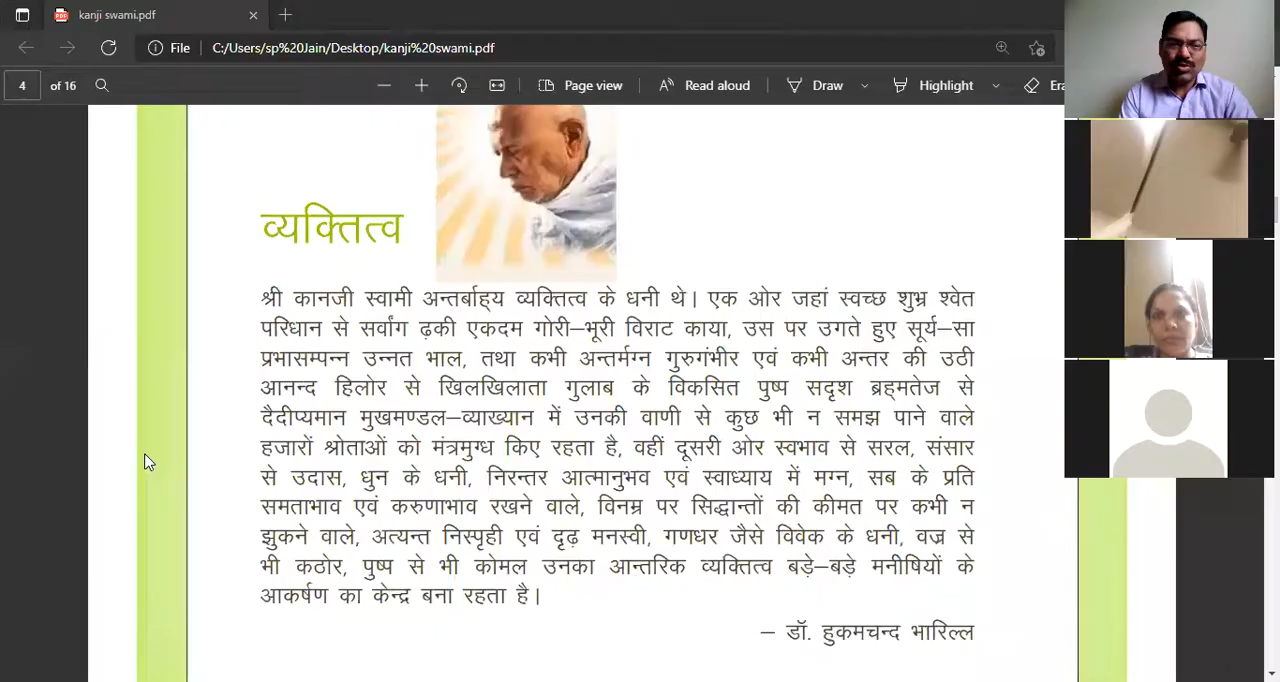 kanji swami.pdf
File C:/Users/sp%20Jain/Desktop/kanji%20swami.pdf
4 of 16 Page view Read aloud Draw Highlight Era
व्यक्तित्व
श्री कानजी स्वामी अन्तर्बाह्य व्यक्तित्व के धनी थे। एक ओर जहां स्वच्छ शुभ्र श्वेत
परिधान से सर्वांग ढ़की एकदम गोरी–भूरी विराट काया, उस पर उगते हुए सूर्य–सा
प्रभासम्पन्न उन्नत भाल, तथा कभी अन्तर्मग्न गुरुगंभीर एवं कभी अन्तर की उठी
आनन्द हिलोर से खिलखिलाता गुलाब के विकसित पुष्प सदृश ब्रह्मतेज से
दैदीप्यमान मुखमण्डल–व्याख्यान में उनकी वाणी से कुछ भी न समझ पाने वाले
हजारों श्रोताओं को मंत्रमुग्ध किए रहता है, वहीं दूसरी ओर स्वभाव से सरल, संसार
से उदास, धुन के धनी, निरन्तर आत्मानुभव एवं स्वाध्याय में मग्न, सब के प्रति
समताभाव एवं करुणाभाव रखने वाले, विनम्र पर सिद्धान्तों की कीमत पर कभी न
झुकने वाले, अत्यन्त निस्पृही एवं दृढ़ मनस्वी, गणधर जैसे विवेक के धनी, वज्र से
भी कठोर, पुष्प से भी कोमल उनका आन्तरिक व्यक्तित्व बड़े–बड़े मनीषियों के
आकर्षण का केन्द्र बना रहता है।
– डॉ. हुकमचन्द भारिल्ल